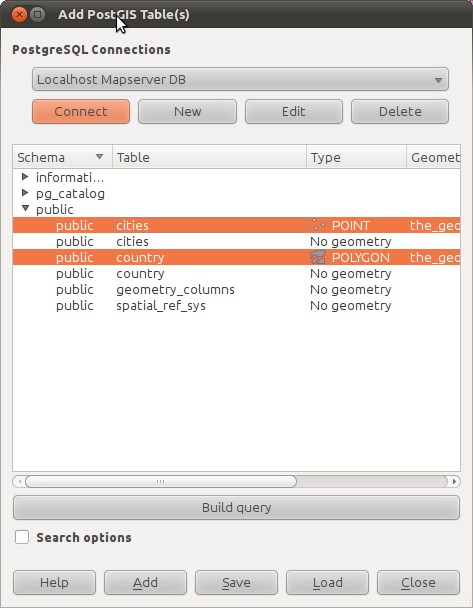 Add PostGIS Table(s)
PostgreSQL Connections
Localhost Mapserver DB
Connect New Edit Delete
Schema Table Type Geomet
informati...
pg_catalog
public
public cities POINT the_geo
public cities No geometry
public country POLYGON the_geo
public country No geometry
public geometry_columns No geometry
public spatial_ref_sys No geometry
Build query
Search options
Help Add Save Load Close